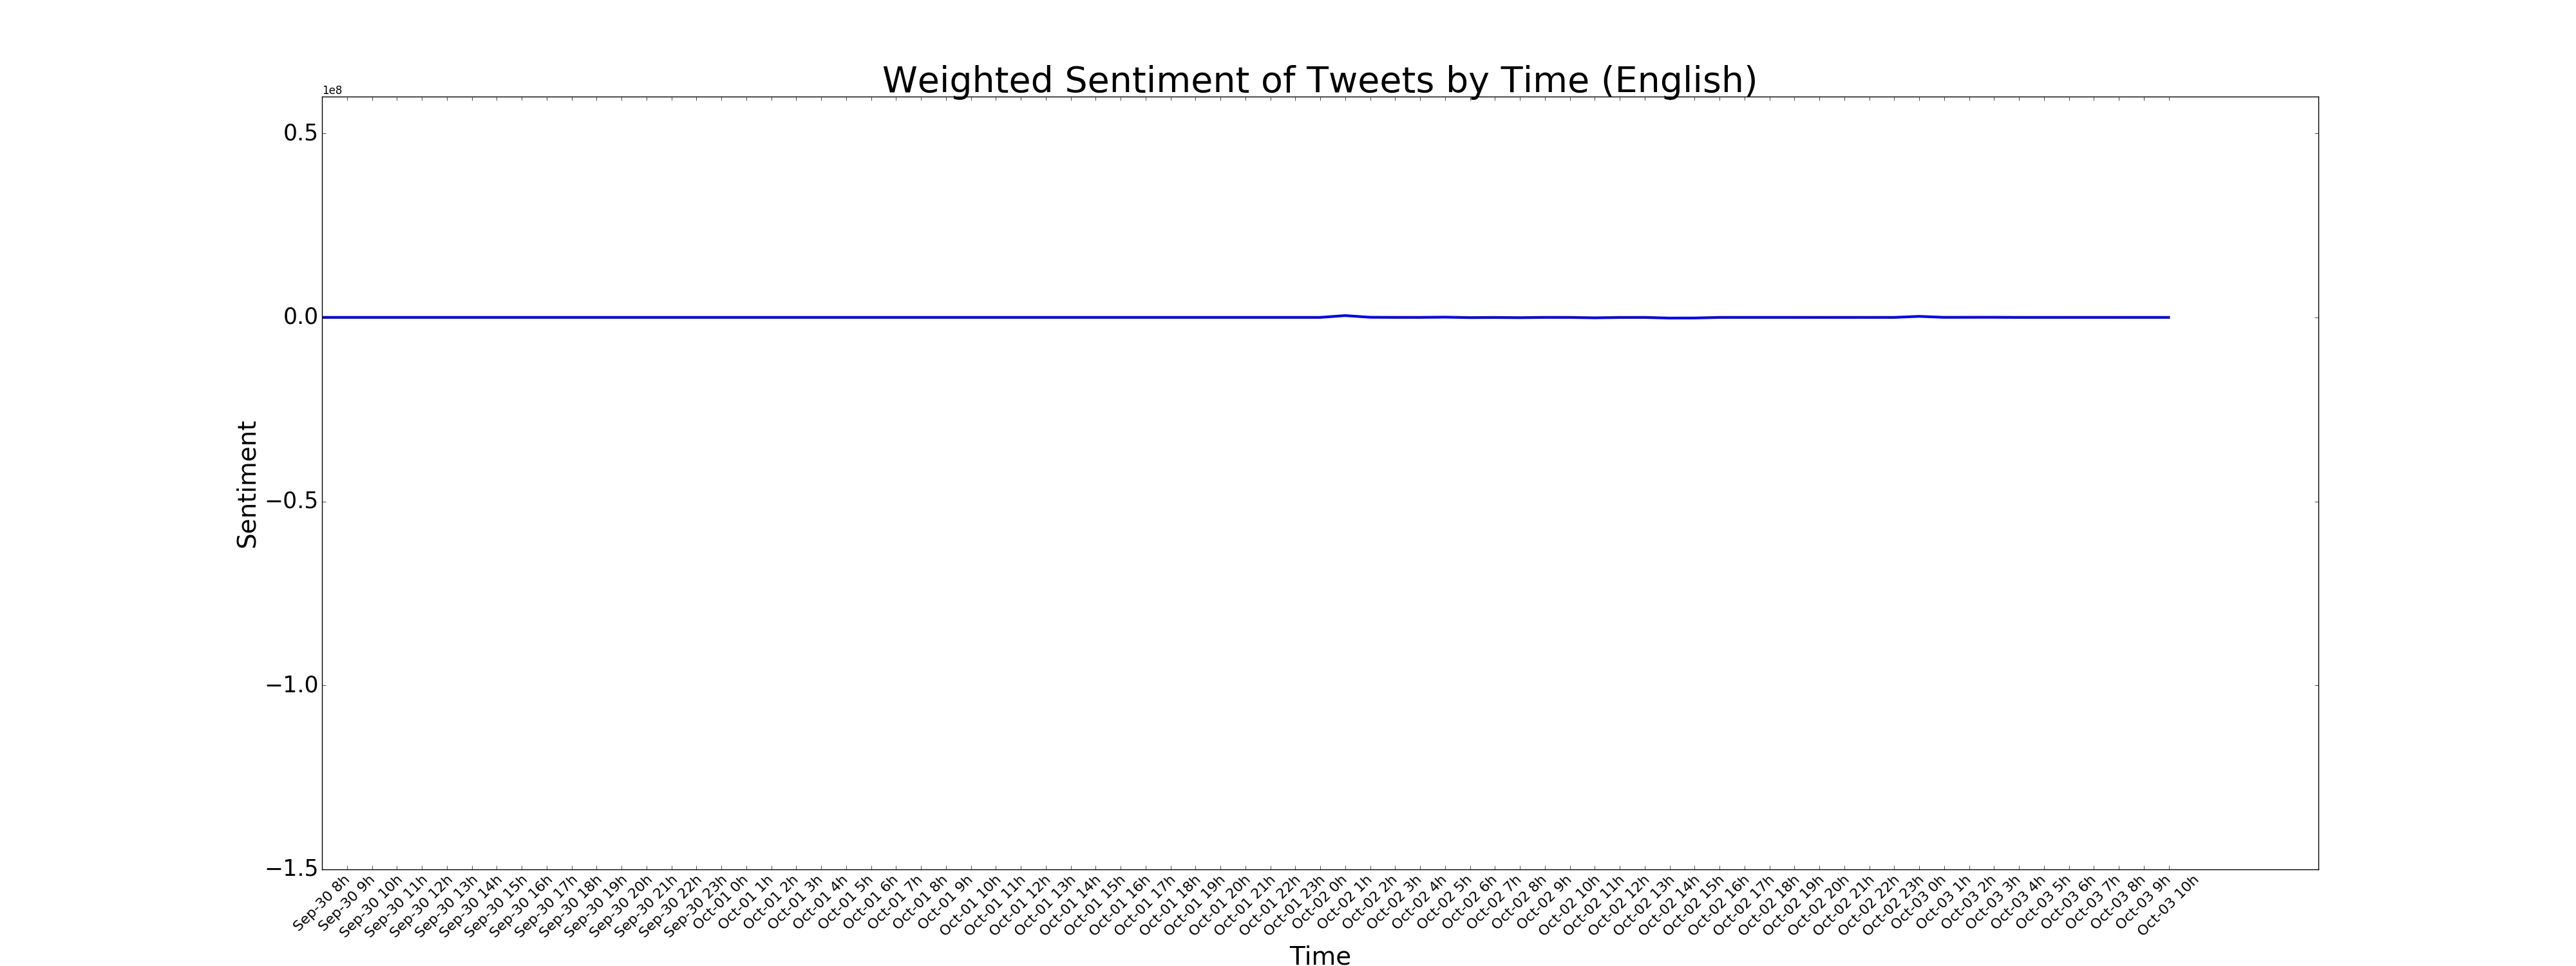 Weighted Sentiment of Tweets by Time (English)
1e8
0.5
0.0
−0.5
−1.0
−1.5
Sentiment
Sep-30 8h
Sep-30 9h
Sep-30 10h
Sep-30 11h
Sep-30 12h
Sep-30 13h
Sep-30 14h
Sep-30 15h
Sep-30 16h
Sep-30 17h
Sep-30 18h
Sep-30 19h
Sep-30 20h
Sep-30 21h
Sep-30 22h
Sep-30 23h
Oct-01 0h
Oct-01 1h
Oct-01 2h
Oct-01 3h
Oct-01 4h
Oct-01 5h
Oct-01 6h
Oct-01 7h
Oct-01 8h
Oct-01 9h
Oct-01 10h
Oct-01 11h
Oct-01 12h
Oct-01 13h
Oct-01 14h
Oct-01 15h
Oct-01 16h
Oct-01 17h
Oct-01 18h
Oct-01 19h
Oct-01 20h
Oct-01 21h
Oct-01 22h
Oct-01 23h
Oct-02 0h
Oct-02 1h
Oct-02 2h
Oct-02 3h
Oct-02 4h
Oct-02 5h
Oct-02 6h
Oct-02 7h
Oct-02 8h
Oct-02 9h
Oct-02 10h
Oct-02 11h
Oct-02 12h
Oct-02 13h
Oct-02 14h
Oct-02 15h
Oct-02 16h
Oct-02 17h
Oct-02 18h
Oct-02 19h
Oct-02 20h
Oct-02 21h
Oct-02 22h
Oct-02 23h
Oct-03 0h
Oct-03 1h
Oct-03 2h
Oct-03 3h
Oct-03 4h
Oct-03 5h
Oct-03 6h
Oct-03 7h
Oct-03 8h
Oct-03 9h
Oct-03 10h
Time